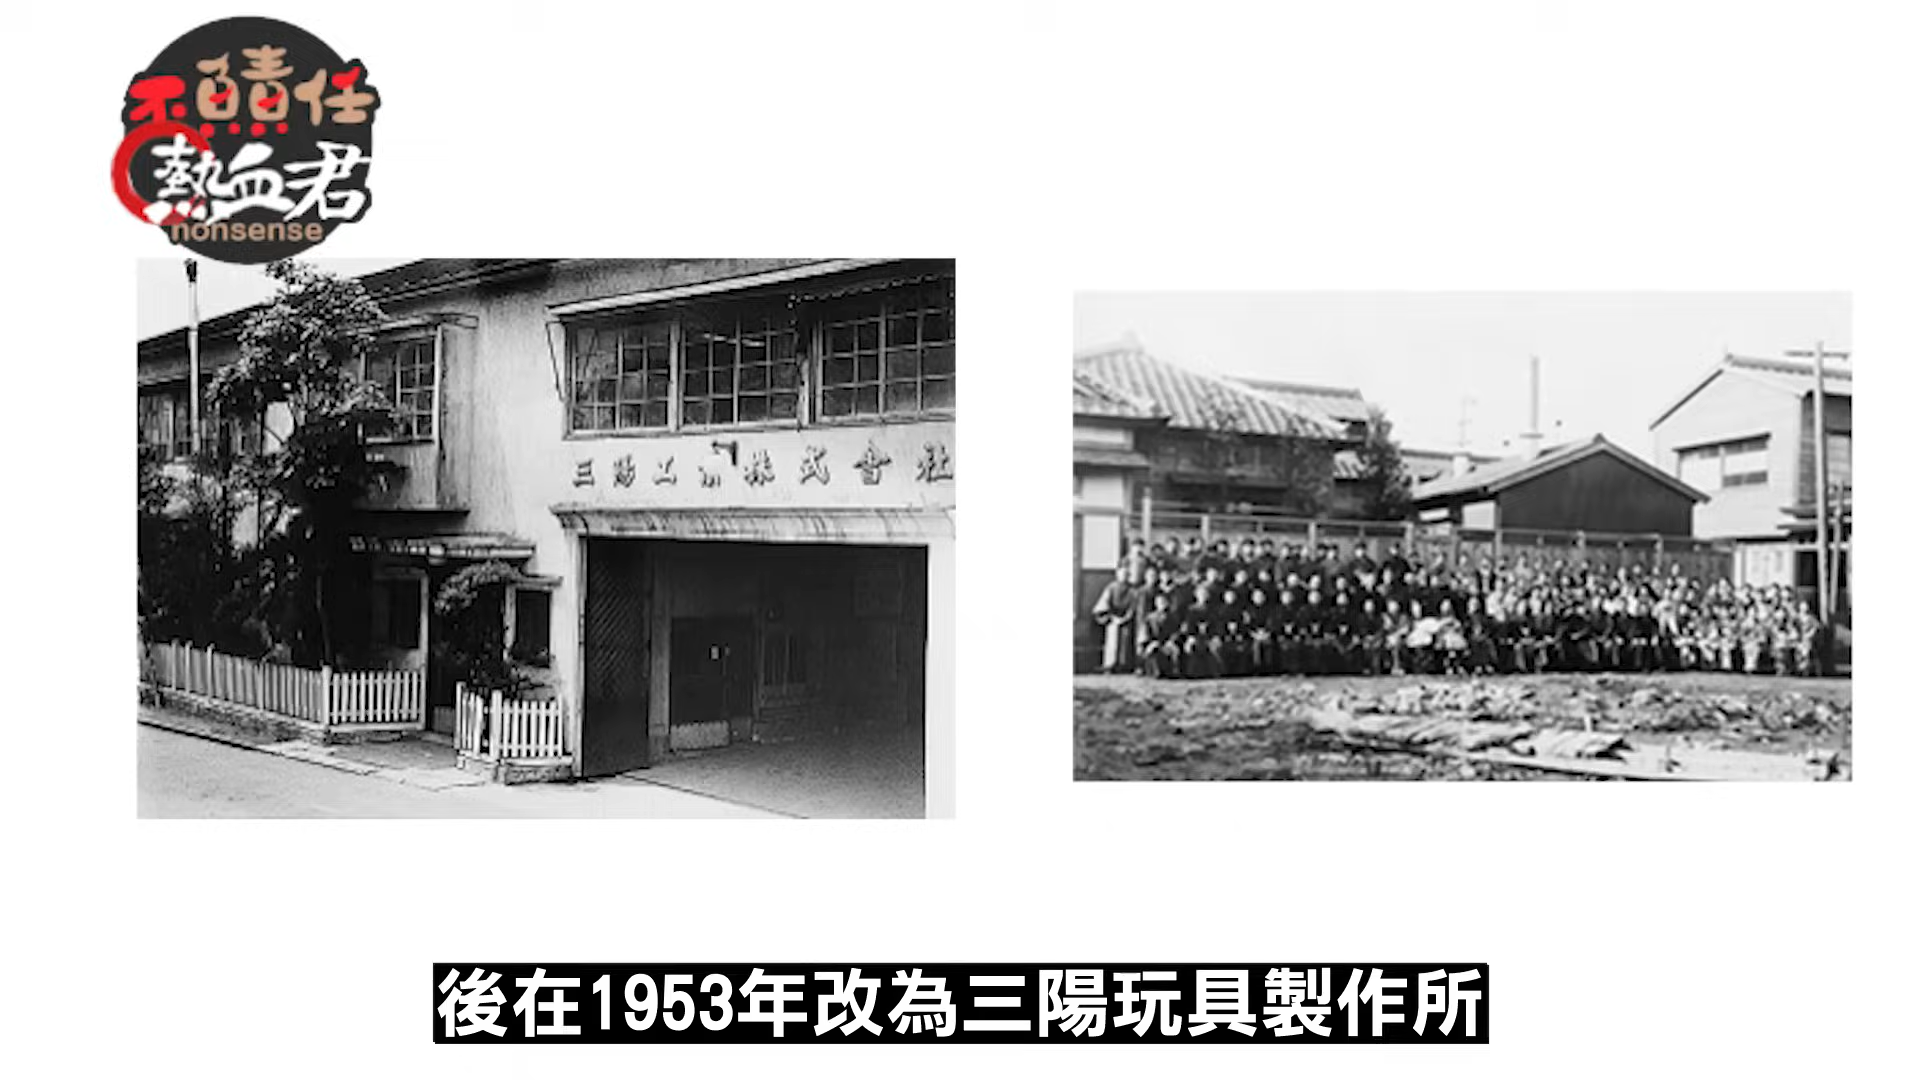 不負責任
熱血君
nonsense
三陽工業株式會社
後在1953年改為三陽玩具製作所